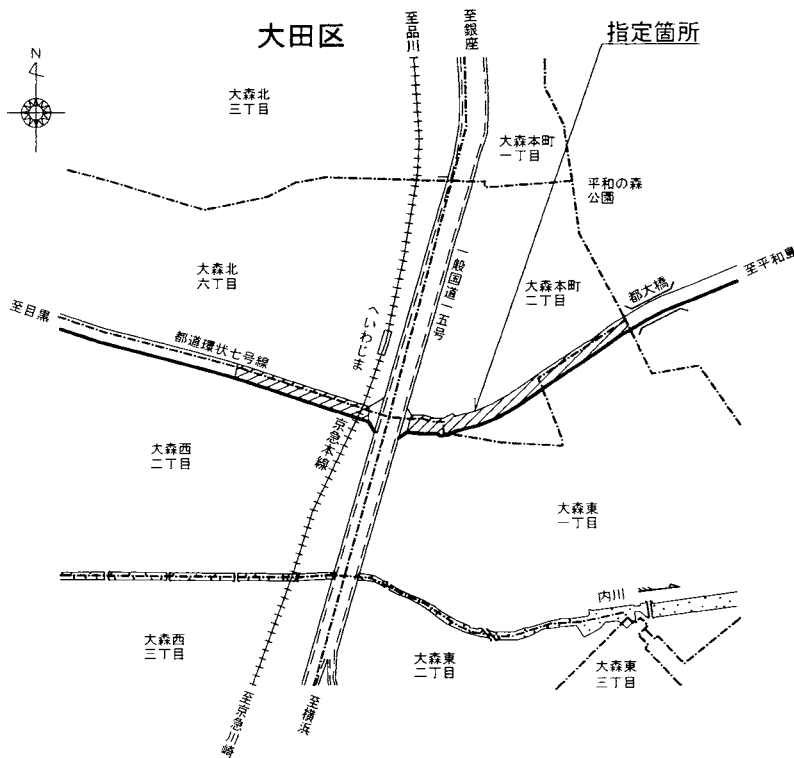 大田区
至品川
至銀座
指定箇所
N
大森北
三丁目
大森本町
一丁目
平和の森
公園
大森北
六丁目
一般国道一五号
大森本町
二丁目
都大橋
至平和島
至目黒
都道環状七号線
へいわじま
京急本線
大森西
二丁目
大森東
一丁目
内川
大森西
三丁目
大森東
二丁目
大森東
三丁目
至京急川崎
至横浜